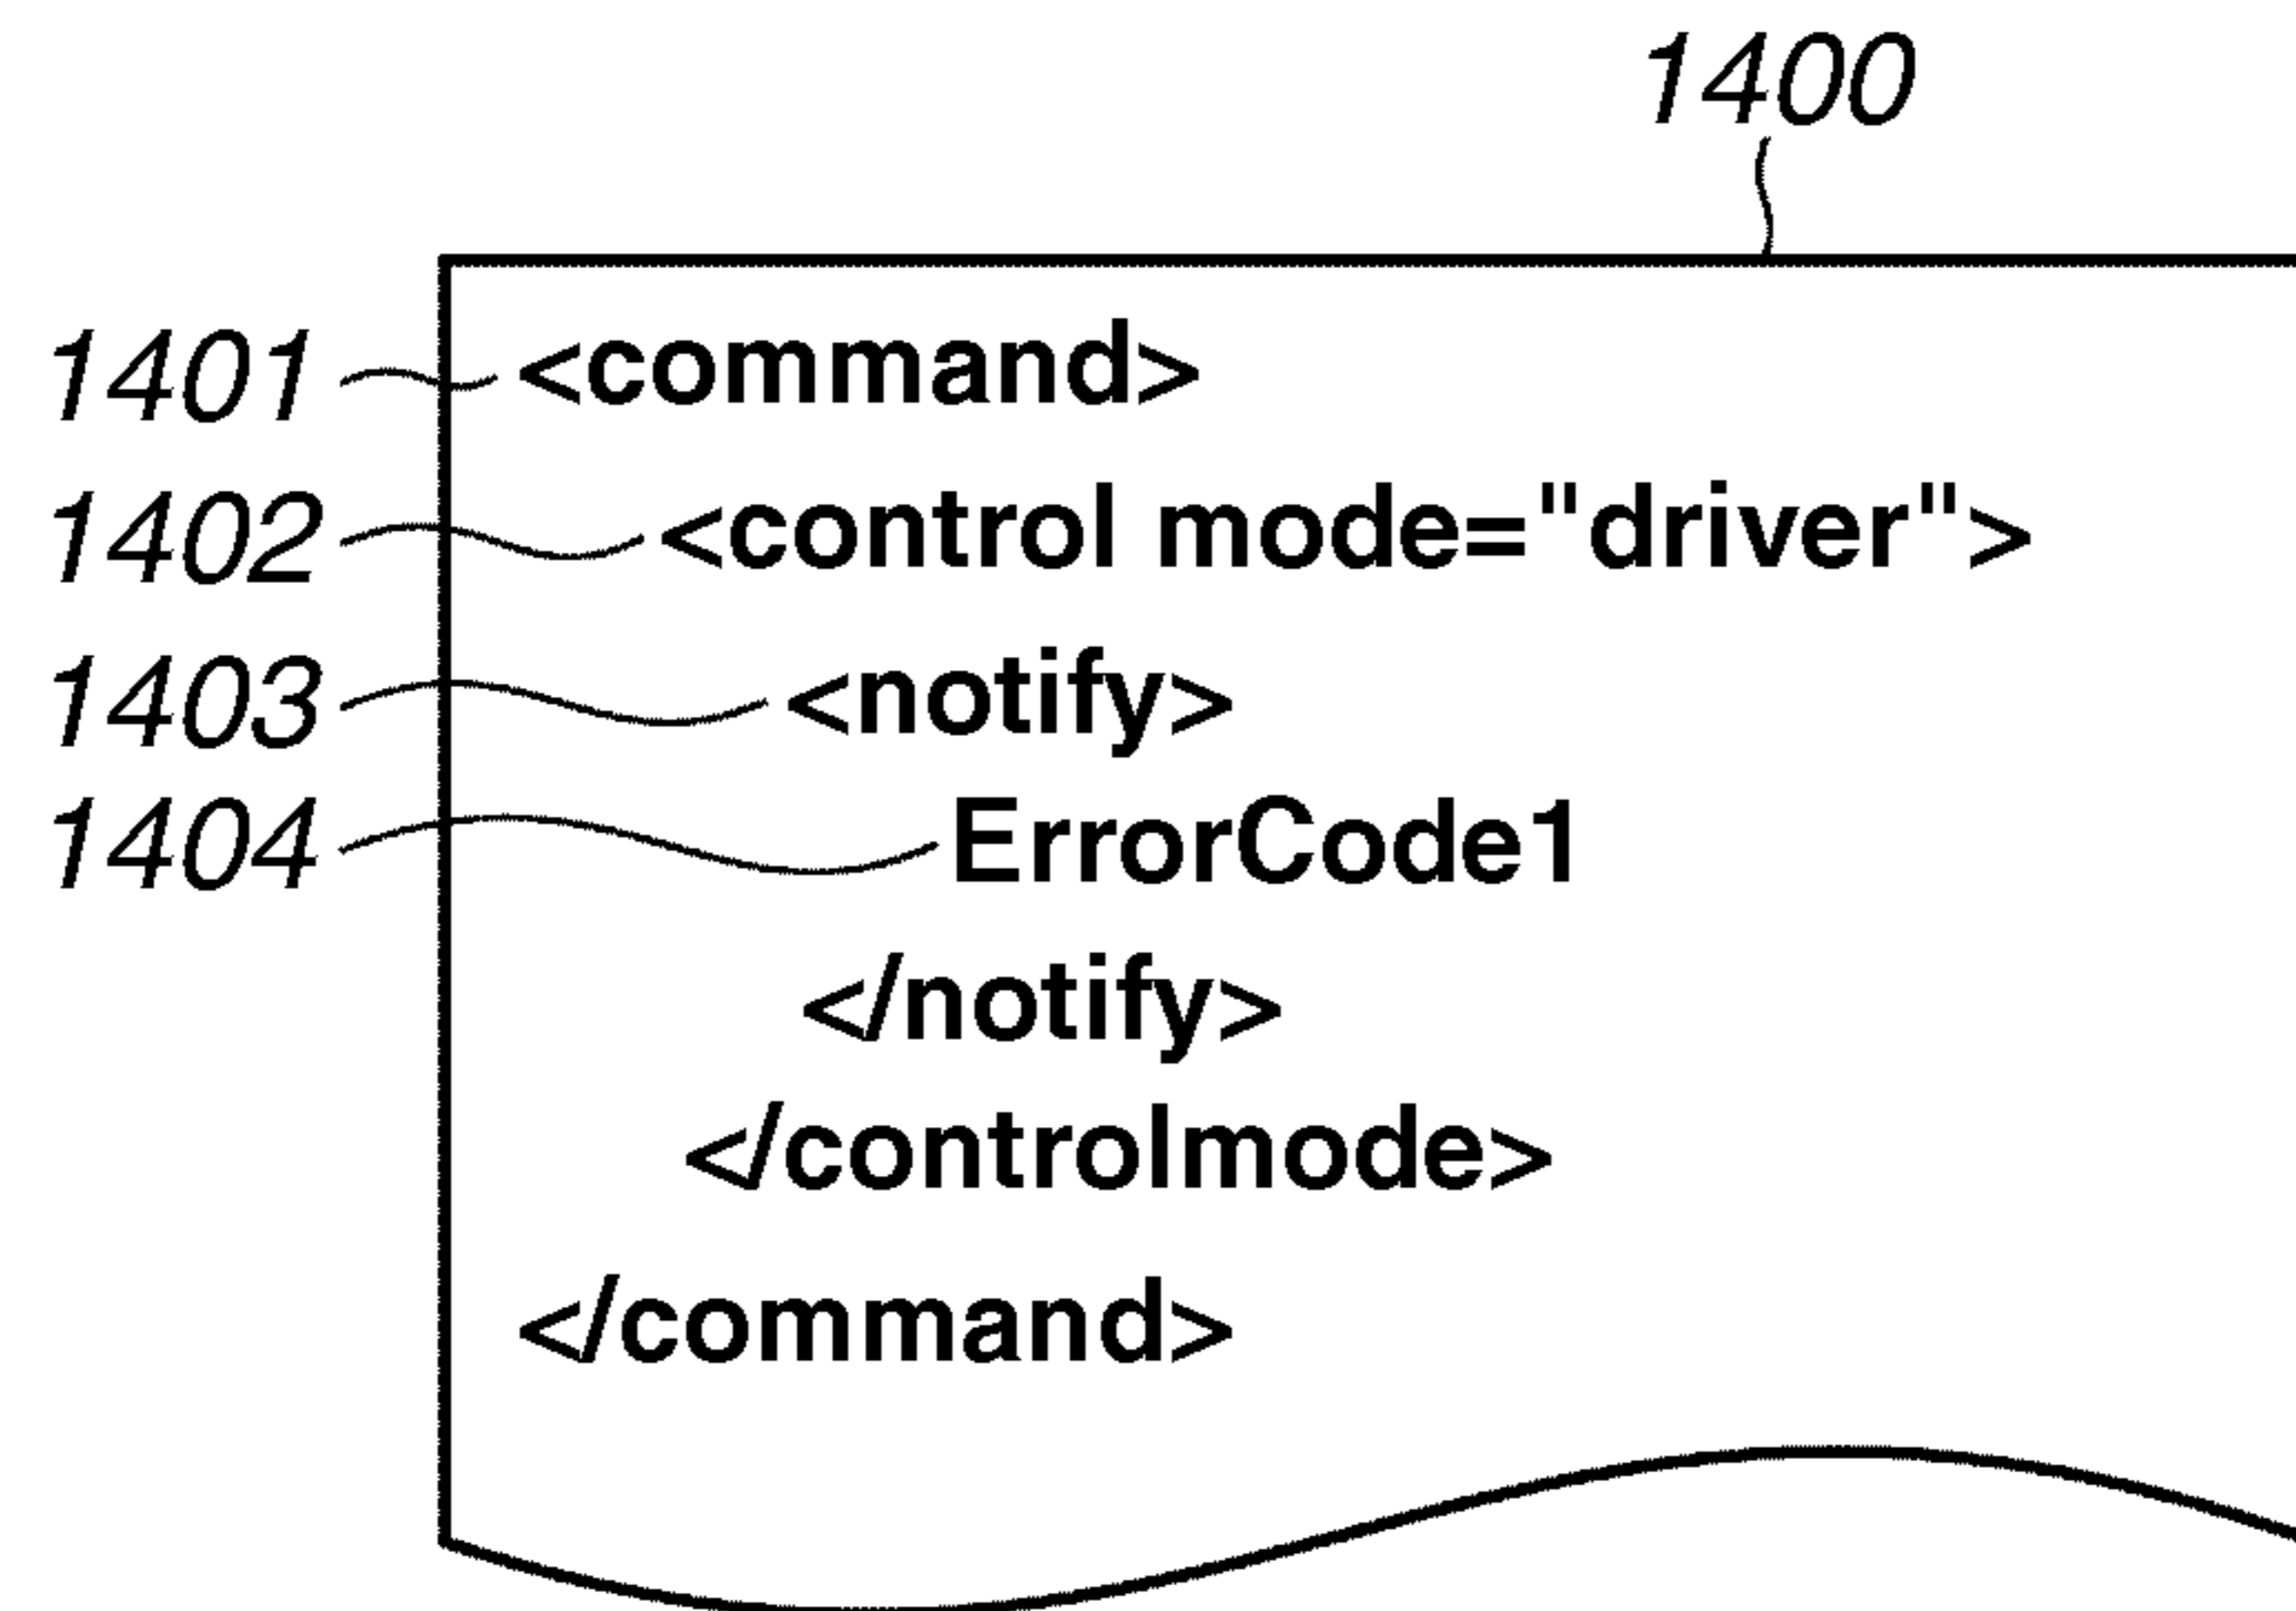 1400
1401 <command>
1402 <control mode="driver">
1403 <notify>
1404 ErrorCode1
</notify>
</controlmode>
</command>